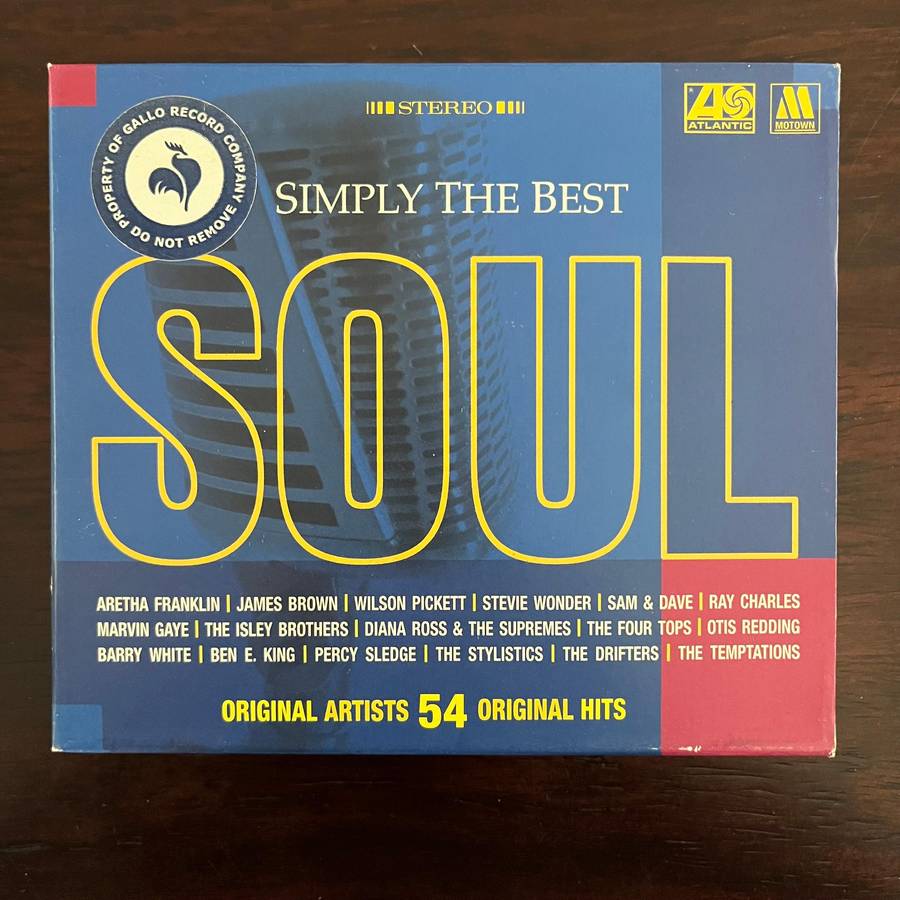 STEREO
ATLANTIC
MOTOWN
PROPERTY OF GALLO RECORD COMPANY
DO NOT REMOVE
SIMPLY THE BEST
SOUL
ARETHA FRANKLIN | JAMES BROWN | WILSON PICKETT | STEVIE WONDER | SAM & DAVE | RAY CHARLES
MARVIN GAYE | THE ISLEY BROTHERS | DIANA ROSS & THE SUPREMES | THE FOUR TOPS | OTIS REDDING
BARRY WHITE | BEN E. KING | PERCY SLEDGE | THE STYLISTICS | THE DRIFTERS | THE TEMPTATIONS
ORIGINAL ARTISTS 54 ORIGINAL HITS